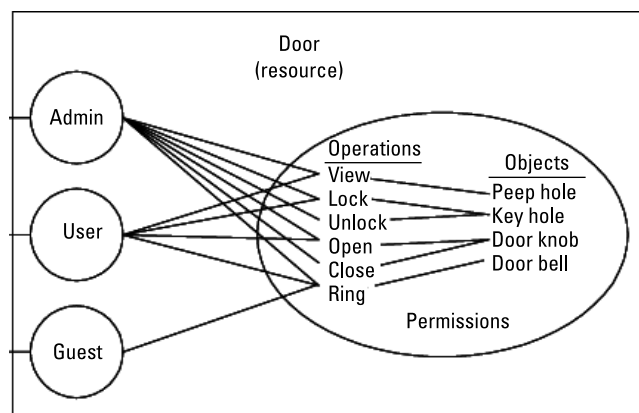 Door
(resource)
Admin
User
Guest
Operations
View
Lock
Unlock
Open
Close
Ring
Objects
Peep hole
Key hole
Door knob
Door bell
Permissions